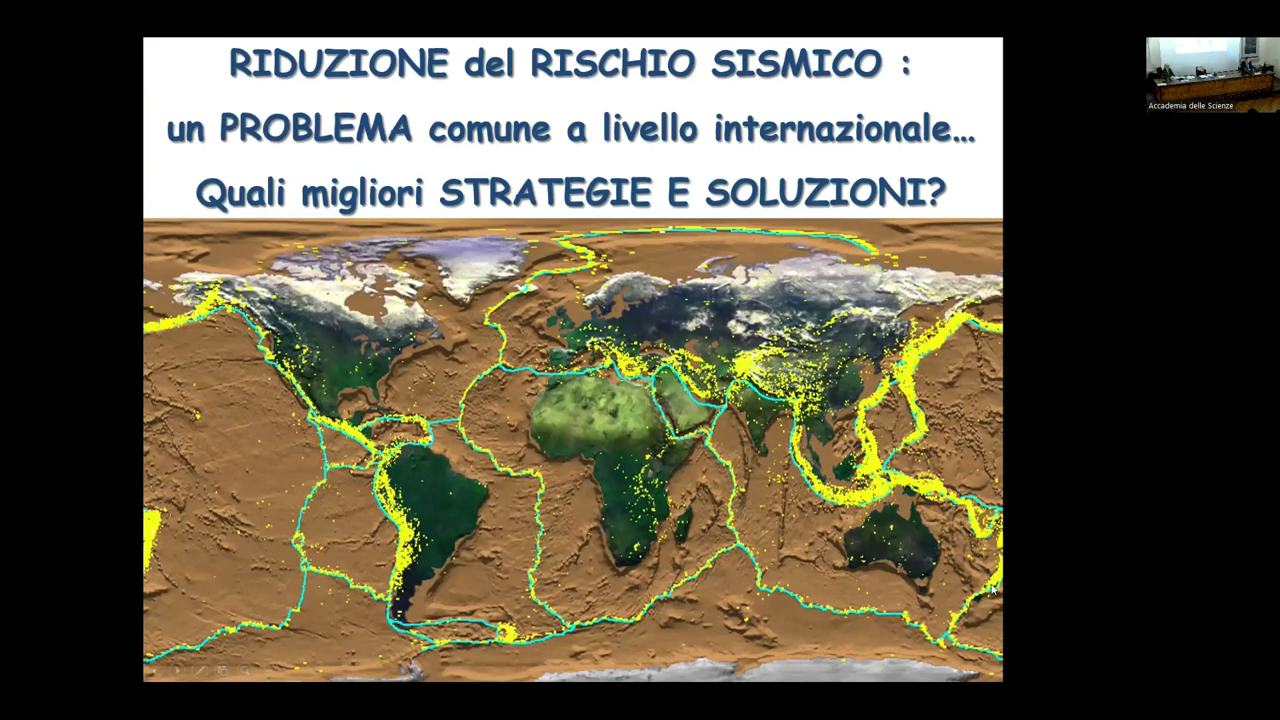 RIDUZIONE del RISCHIO SISMICO :
un PROBLEMA comune a livello internazionale…
Quali migliori STRATEGIE E SOLUZIONI?
Accademia delle Scienze